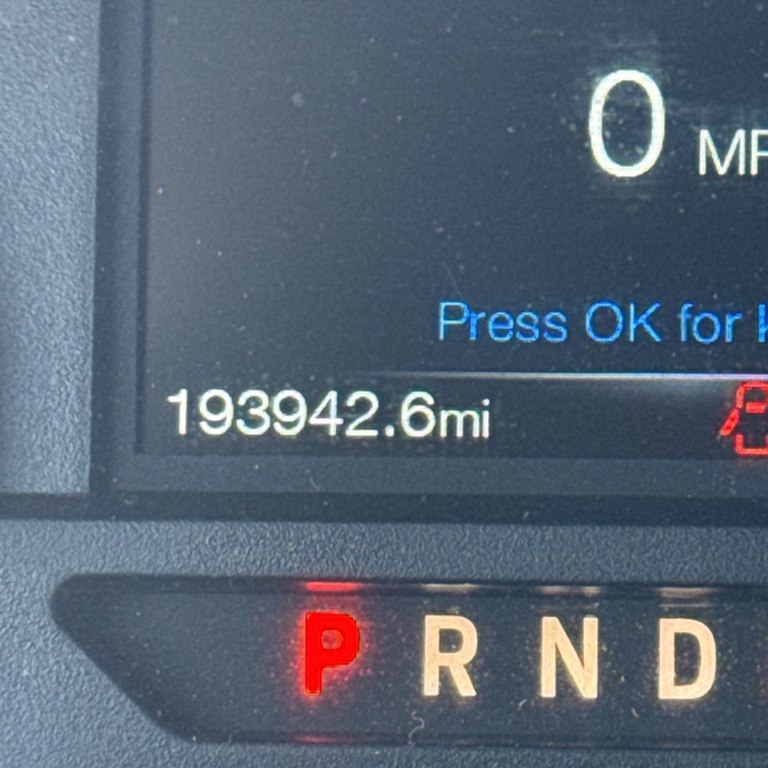 0 MP
Press OK for
193942.6mi
P R N D